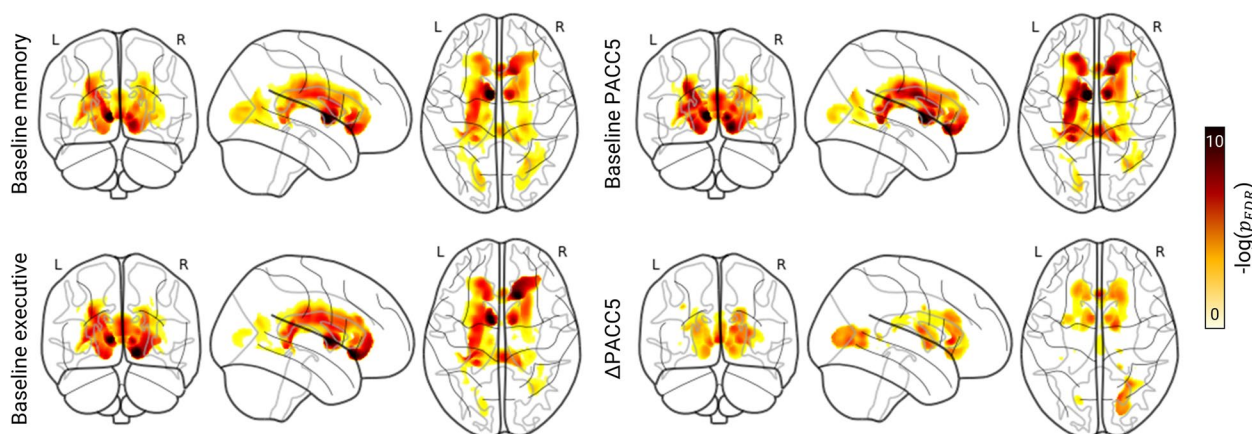 Baseline memory
L R
L R
Baseline PACC5
L R
L R
10
0
-log(p_FDR)
Baseline executive
L R
L R
ΔPACC5
L R
L R